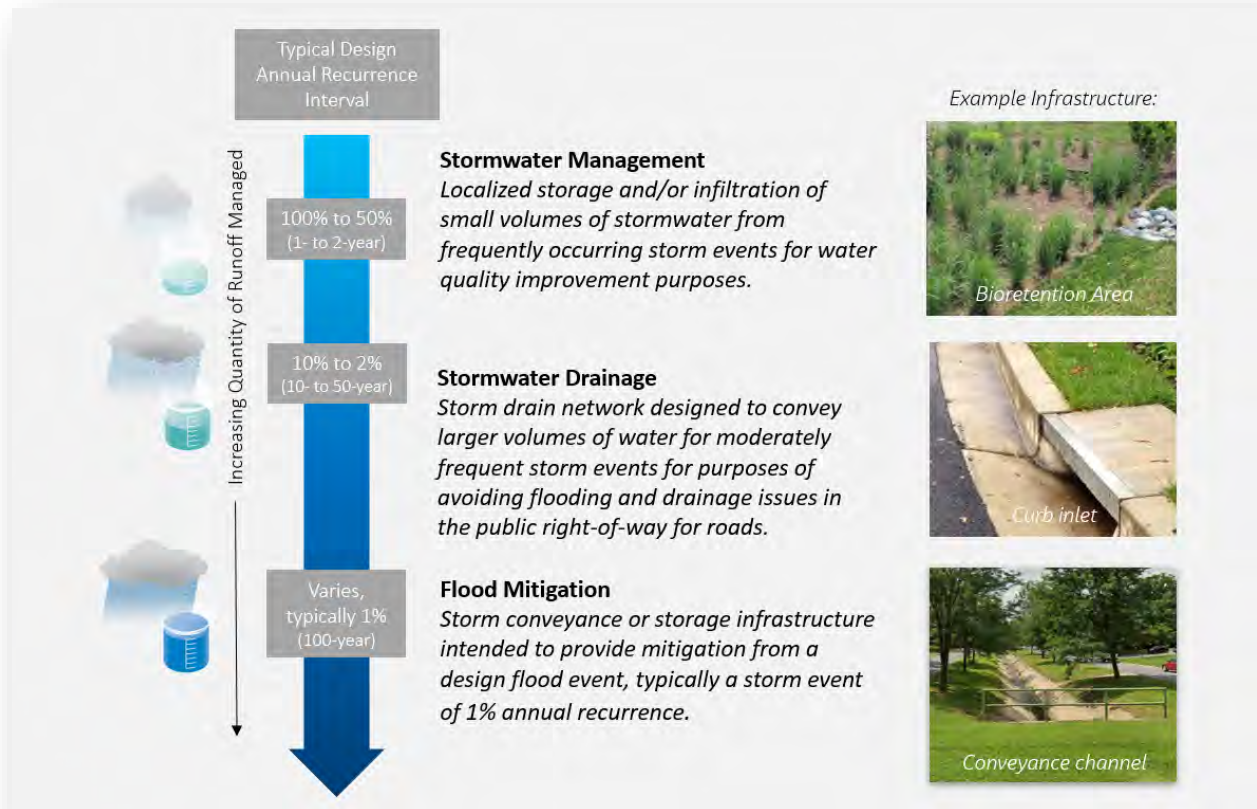 Typical Design
Annual Recurrence
Interval
Example Infrastructure:
Increasing Quantity of Runoff Managed
100% to 50%
(1- to 2-year)
Stormwater Management
Localized storage and/or infiltration of
small volumes of stormwater from
frequently occurring storm events for water
quality improvement purposes.
Bioretention Area
10% to 2%
(10- to 50-year)
Stormwater Drainage
Storm drain network designed to convey
larger volumes of water for moderately
frequent storm events for purposes of
avoiding flooding and drainage issues in
the public right-of-way for roads.
Curb inlet
Varies,
typically 1%
(100-year)
Flood Mitigation
Storm conveyance or storage infrastructure
intended to provide mitigation from a
design flood event, typically a storm event
of 1% annual recurrence.
Conveyance channel